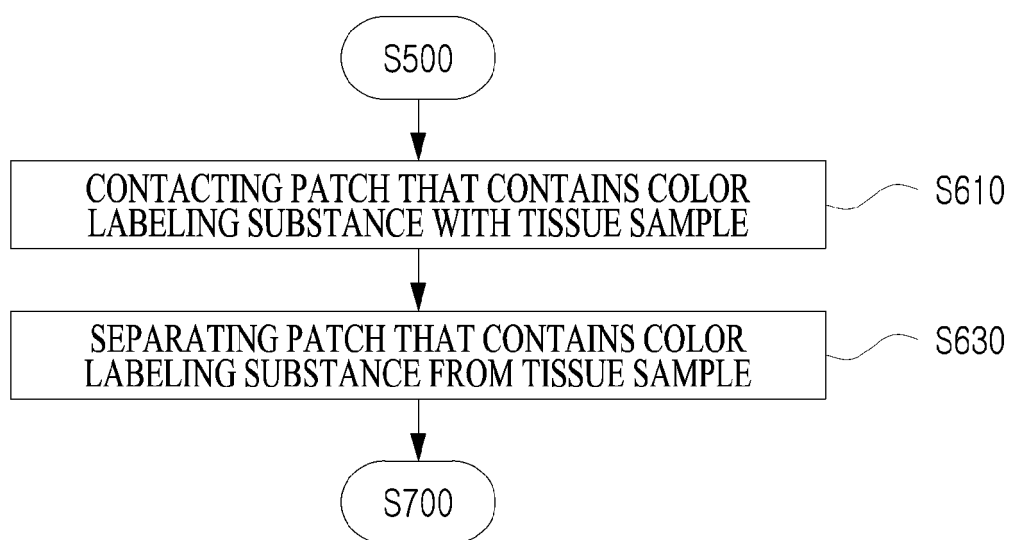 S500
CONTACTING PATCH THAT CONTAINS COLOR
LABELING SUBSTANCE WITH TISSUE SAMPLE
S610
SEPARATING PATCH THAT CONTAINS COLOR
LABELING SUBSTANCE FROM TISSUE SAMPLE
S630
S700